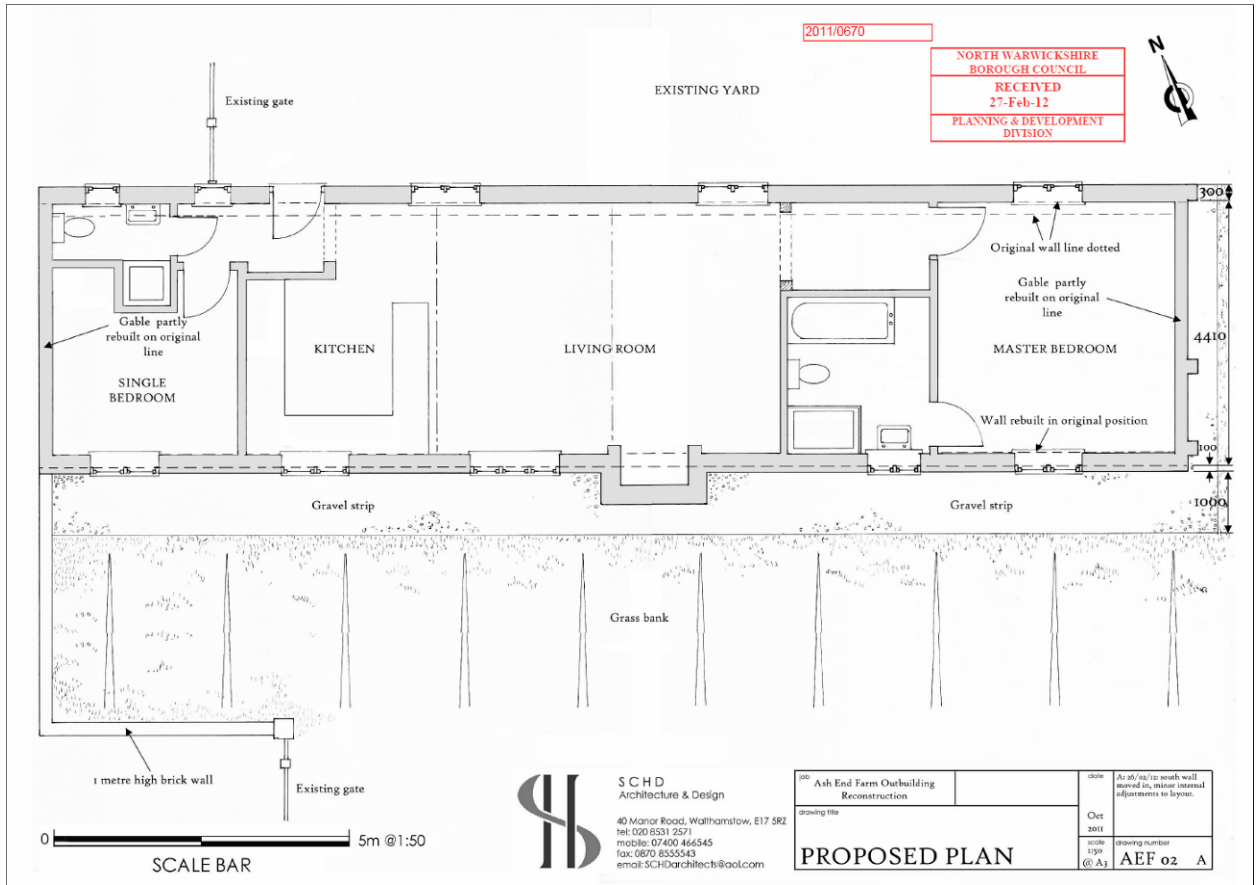 2011/0670
NORTH WARWICKSHIRE
BOROUGH COUNCIL
RECEIVED
27-Feb-12
PLANNING & DEVELOPMENT
DIVISION
N
Existing gate
EXISTING YARD
300
Original wall line dotted
Gable partly
rebuilt on original
line
Gable partly
rebuilt on original
line
4410
KITCHEN
LIVING ROOM
MASTER BEDROOM
SINGLE
BEDROOM
Wall rebuilt in original position
100
1000
Gravel strip
Gravel strip
Grass bank
1 metre high brick wall
Existing gate
0
5m @1:50
SCALE BAR
SCHD
Architecture & Design
40 Manor Road, Walthamstow, E17 5RZ
tel: 020 8531 2571
mobile: 07400 466545
fax: 0870 8555543
email: SCHDarchitects@aol.com
job
Ash End Farm Outbuilding
Reconstruction
drawing title
PROPOSED PLAN
date
Oct
2011
A: 26/02/12: south wall
moved in, minor internal
adjustments to layout.
scale
1:50
@ A3
drawing number
AEF 02 A